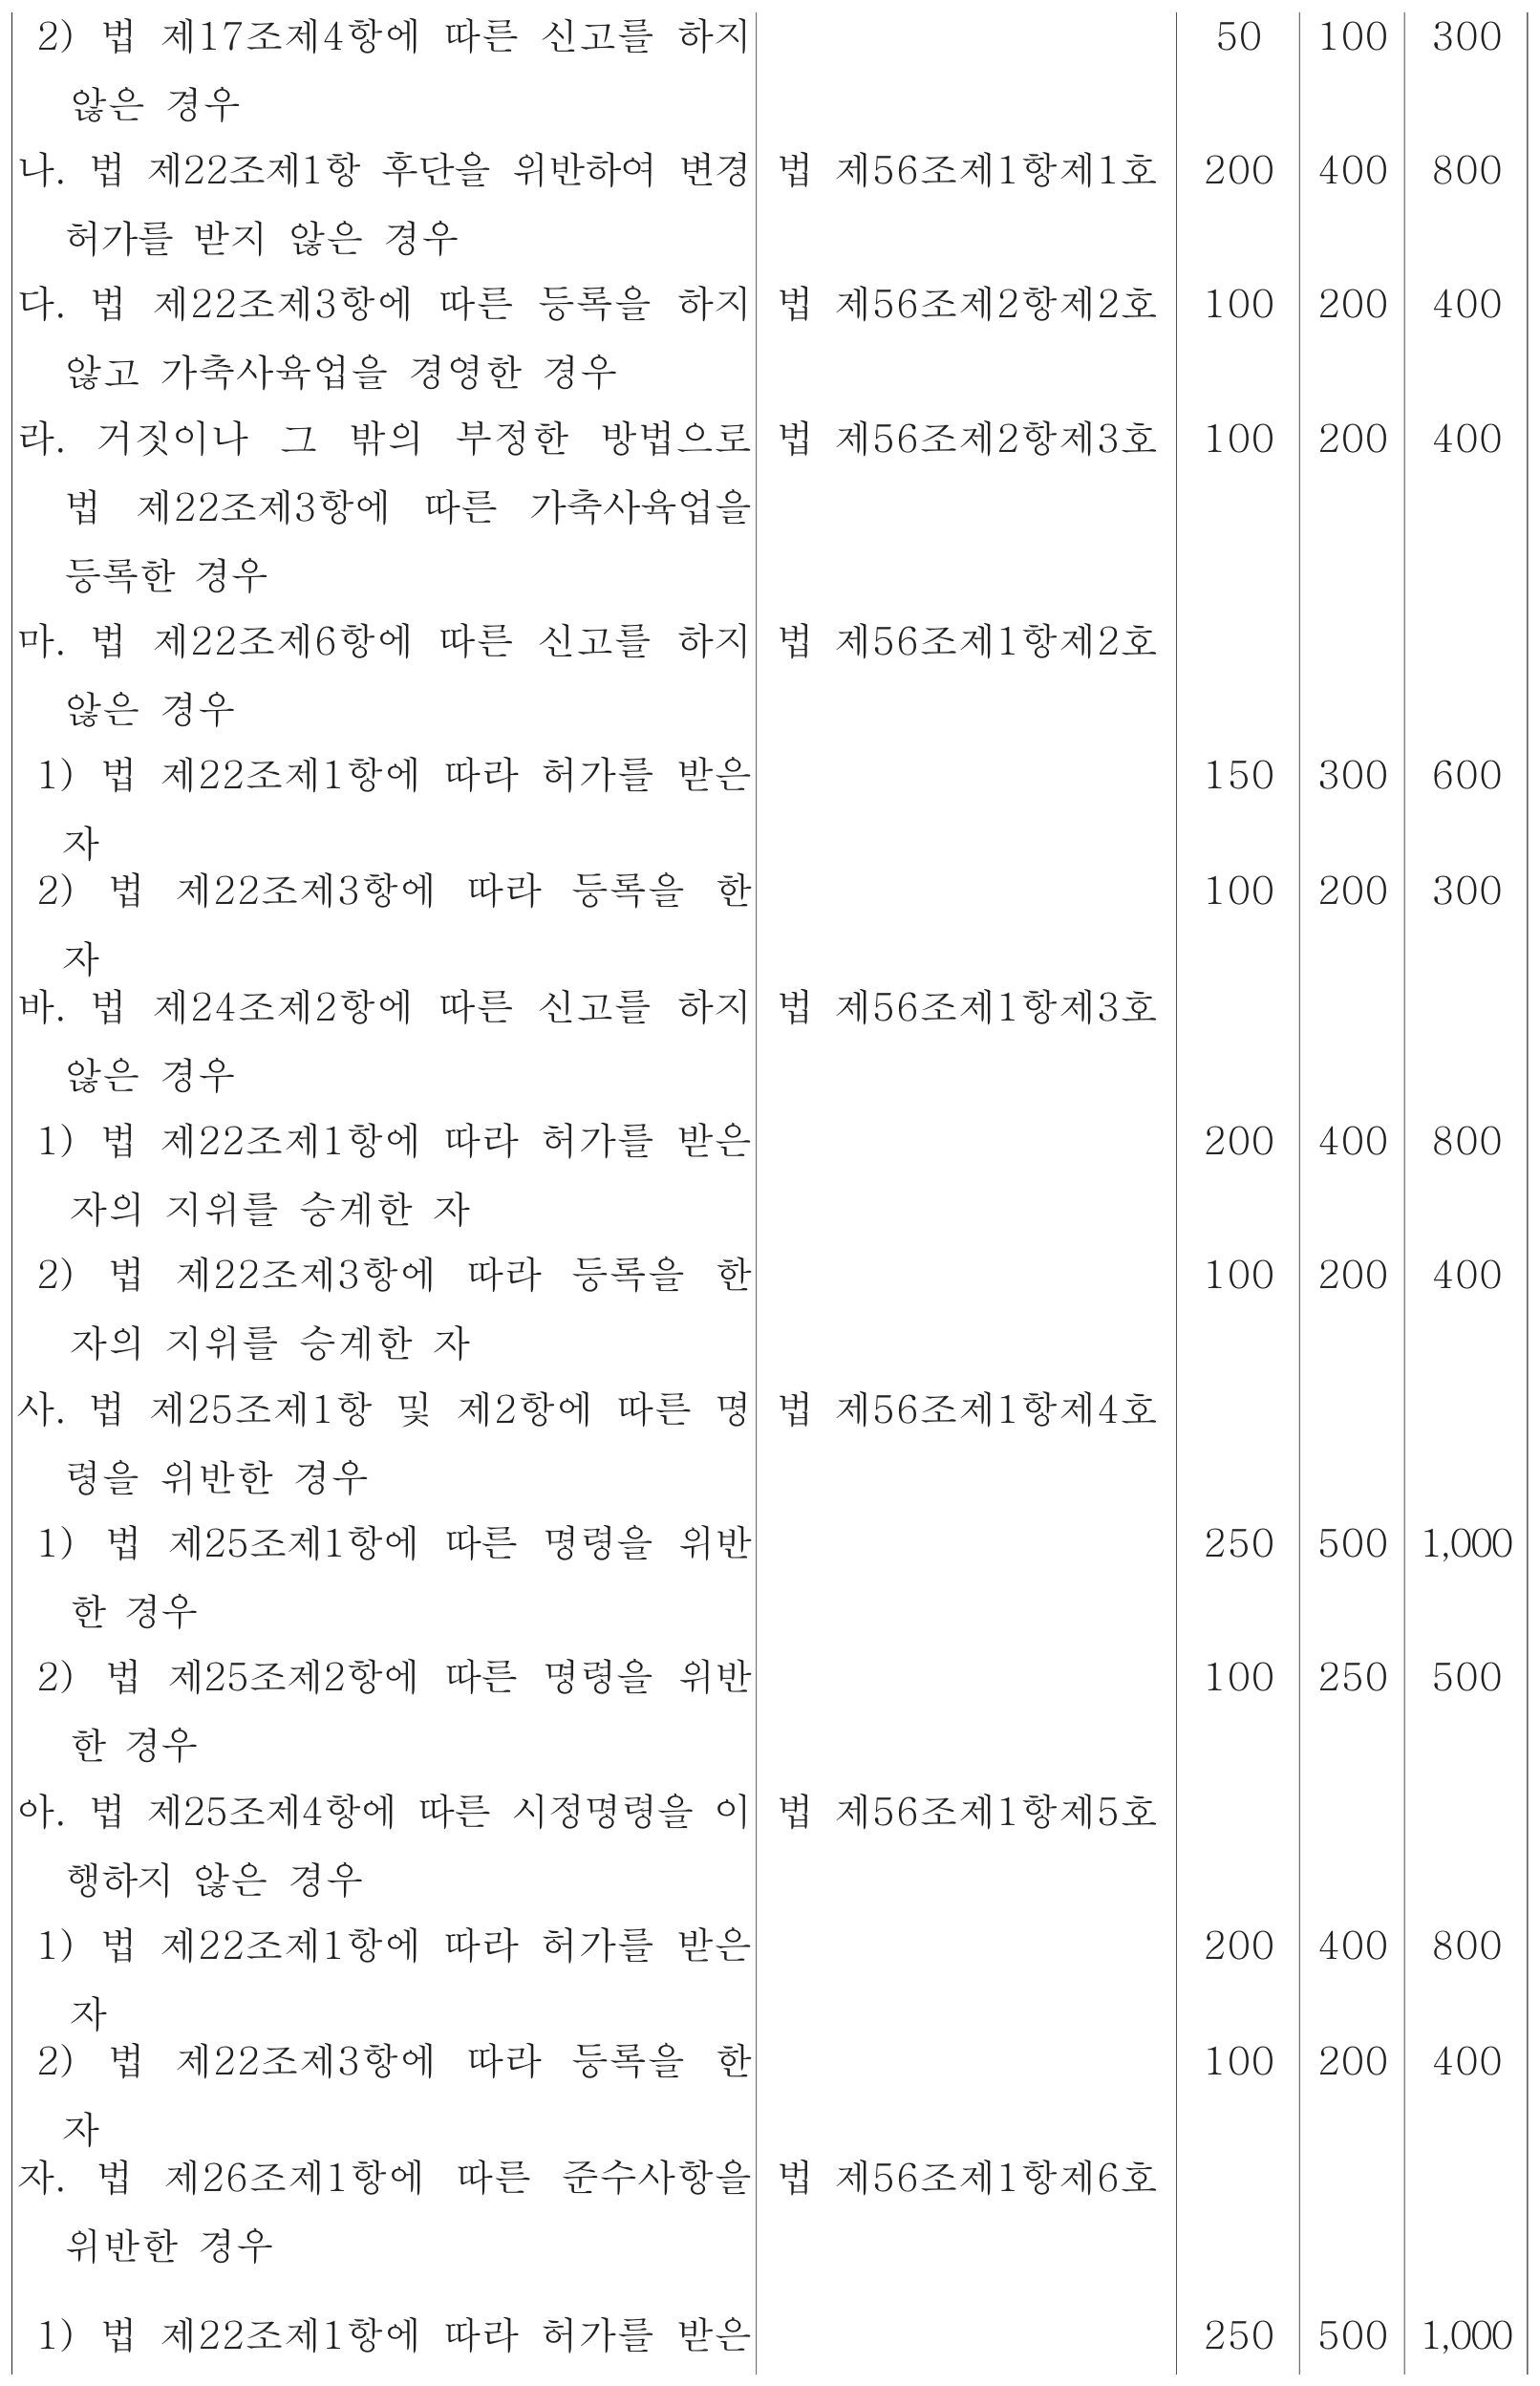 2) 법 제17조제4항에 따른 신고를 하지 50 100 300
않은 경우
나. 법 제22조제1항 후단을 위반하여 변경 법 제56조제1항제1호 200 400 800
허가를 받지 않은 경우
다. 법 제22조제3항에 따른 등록을 하지 법 제56조제2항제2호 100 200 400
않고 가축사육업을 경영한 경우
라. 거짓이나 그 밖의 부정한 방법으로 법 제56조제2항제3호 100 200 400
법 제22조제3항에 따른 가축사육업을
등록한 경우
마. 법 제22조제6항에 따른 신고를 하지 법 제56조제1항제2호
않은 경우
1) 법 제22조제1항에 따라 허가를 받은 150 300 600
자
2) 법 제22조제3항에 따라 등록을 한 100 200 300
자
바. 법 제24조제2항에 따른 신고를 하지 법 제56조제1항제3호
않은 경우
1) 법 제22조제1항에 따라 허가를 받은 200 400 800
자의 지위를 승계한 자
2) 법 제22조제3항에 따라 등록을 한 100 200 400
자의 지위를 승계한 자
사. 법 제25조제1항 및 제2항에 따른 명 법 제56조제1항제4호
령을 위반한 경우
1) 법 제25조제1항에 따른 명령을 위반 250 500 1,000
한 경우
2) 법 제25조제2항에 따른 명령을 위반 100 250 500
한 경우
아. 법 제25조제4항에 따른 시정명령을 이 법 제56조제1항제5호
행하지 않은 경우
1) 법 제22조제1항에 따라 허가를 받은 200 400 800
자
2) 법 제22조제3항에 따라 등록을 한 100 200 400
자
자. 법 제26조제1항에 따른 준수사항을 법 제56조제1항제6호
위반한 경우
1) 법 제22조제1항에 따라 허가를 받은 250 500 1,000